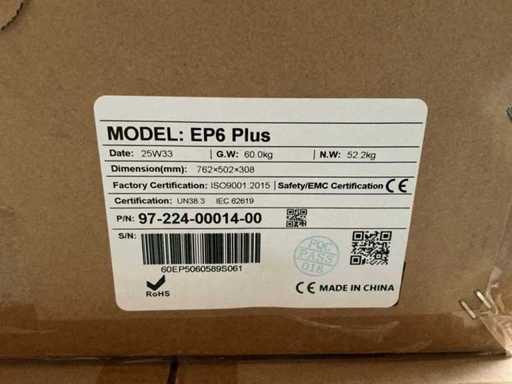 MODEL: EP6 Plus
Date: 25W33 G.W: 60.0kg N.W: 52.2kg
Dimension(mm): 762×502×308
Factory Certification: ISO9001:2015 Safety/EMC Certification CE
Certification: UN38.3 IEC 62619
P/N: 97-224-00014-00
S/N:
60EP5060589S061
PQC
PASS
018
RoHS
CE MADE IN CHINA